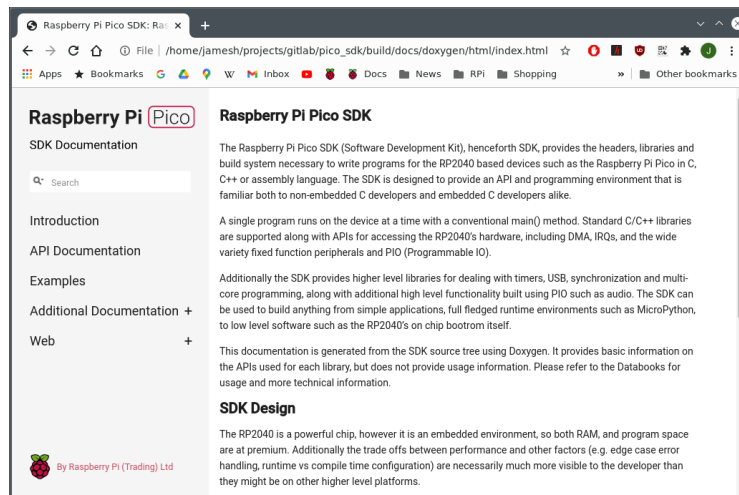 Raspberry Pi Pico SDK: Ras
File /home/jamesh/projects/gitlab/pico_sdk/build/docs/doxygen/html/index.html
Apps Bookmarks Inbox Docs News RPi Shopping » Other bookmarks
Raspberry Pi Pico
SDK Documentation
Search
Introduction
API Documentation
Examples
Additional Documentation +
Web +
By Raspberry Pi (Trading) Ltd
Raspberry Pi Pico SDK
The Raspberry Pi Pico SDK (Software Development Kit), henceforth SDK, provides the headers, libraries and
build system necessary to write programs for the RP2040 based devices such as the Raspberry Pi Pico in C,
C++ or assembly language. The SDK is designed to provide an API and programming environment that is
familiar both to non-embedded C developers and embedded C developers alike.
A single program runs on the device at a time with a conventional main() method. Standard C/C++ libraries
are supported along with APIs for accessing the RP2040's hardware, including DMA, IRQs, and the wide
variety fixed function peripherals and PIO (Programmable IO).
Additionally the SDK provides higher level libraries for dealing with timers, USB, synchronization and multi-
core programming, along with additional high level functionality built using PIO such as audio. The SDK can
be used to build anything from simple applications, full fledged runtime environments such as MicroPython,
to low level software such as the RP2040's on chip bootrom itself.
This documentation is generated from the SDK source tree using Doxygen. It provides basic information on
the APIs used for each library, but does not provide usage information. Please refer to the Databooks for
usage and more technical information.
SDK Design
The RP2040 is a powerful chip, however it is an embedded environment, so both RAM, and program space
are at premium. Additionally the trade offs between performance and other factors (e.g. edge case error
handling, runtime vs compile time configuration) are necessarily much more visible to the developer than
they might be on other higher level platforms.